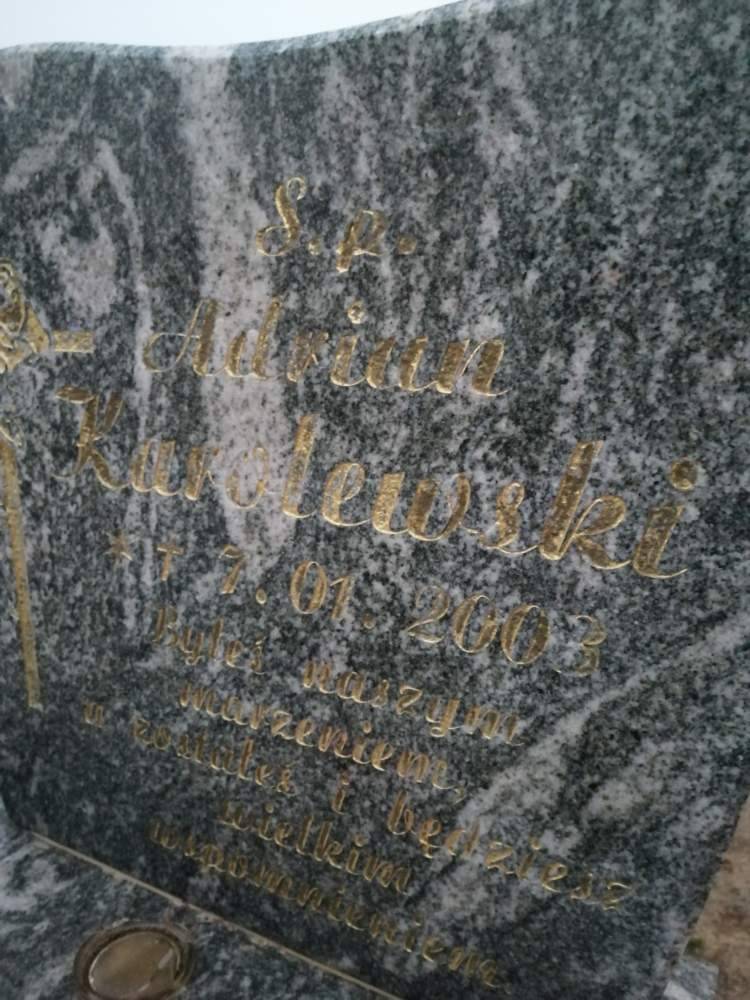 Ś.p.
Adrian
Karolewski
* † 7.01.2003
Byłeś naszym
marzeniem,
a zostałeś i będziesz
wielkim
wspomnieniem